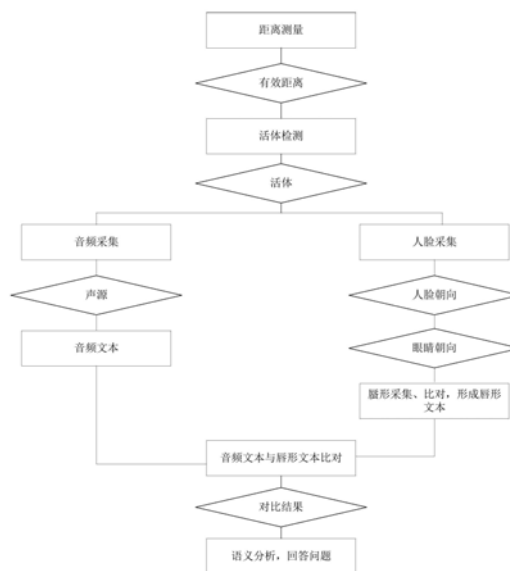 距离测量
有效距离
活体检测
活体
音频采集
人脸采集
声源
人脸朝向
音频文本
眼睛朝向
唇形采集、比对，形成唇形
文本
音频文本与唇形文本比对
对比结果
语义分析，回答问题